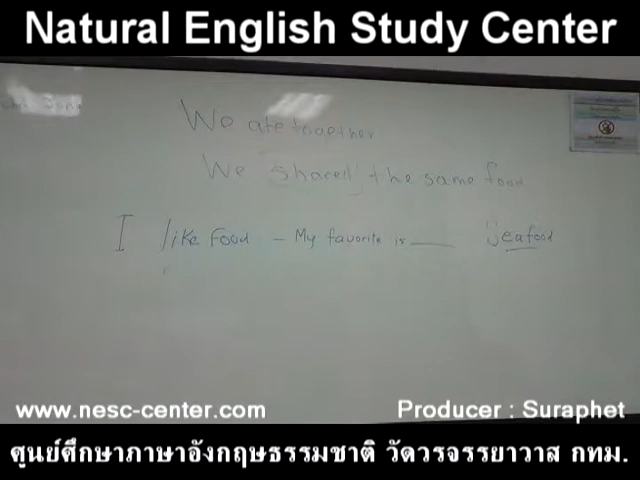 Natural English Study Center
We ate together
We shared the same food
I like Food - My favorite is ____ Seafood
www.nesc-center.com
Producer : Suraphet
ศูนย์ศึกษาภาษาอังกฤษธรรมชาติ วัดวรจรรยาวาส กทม.